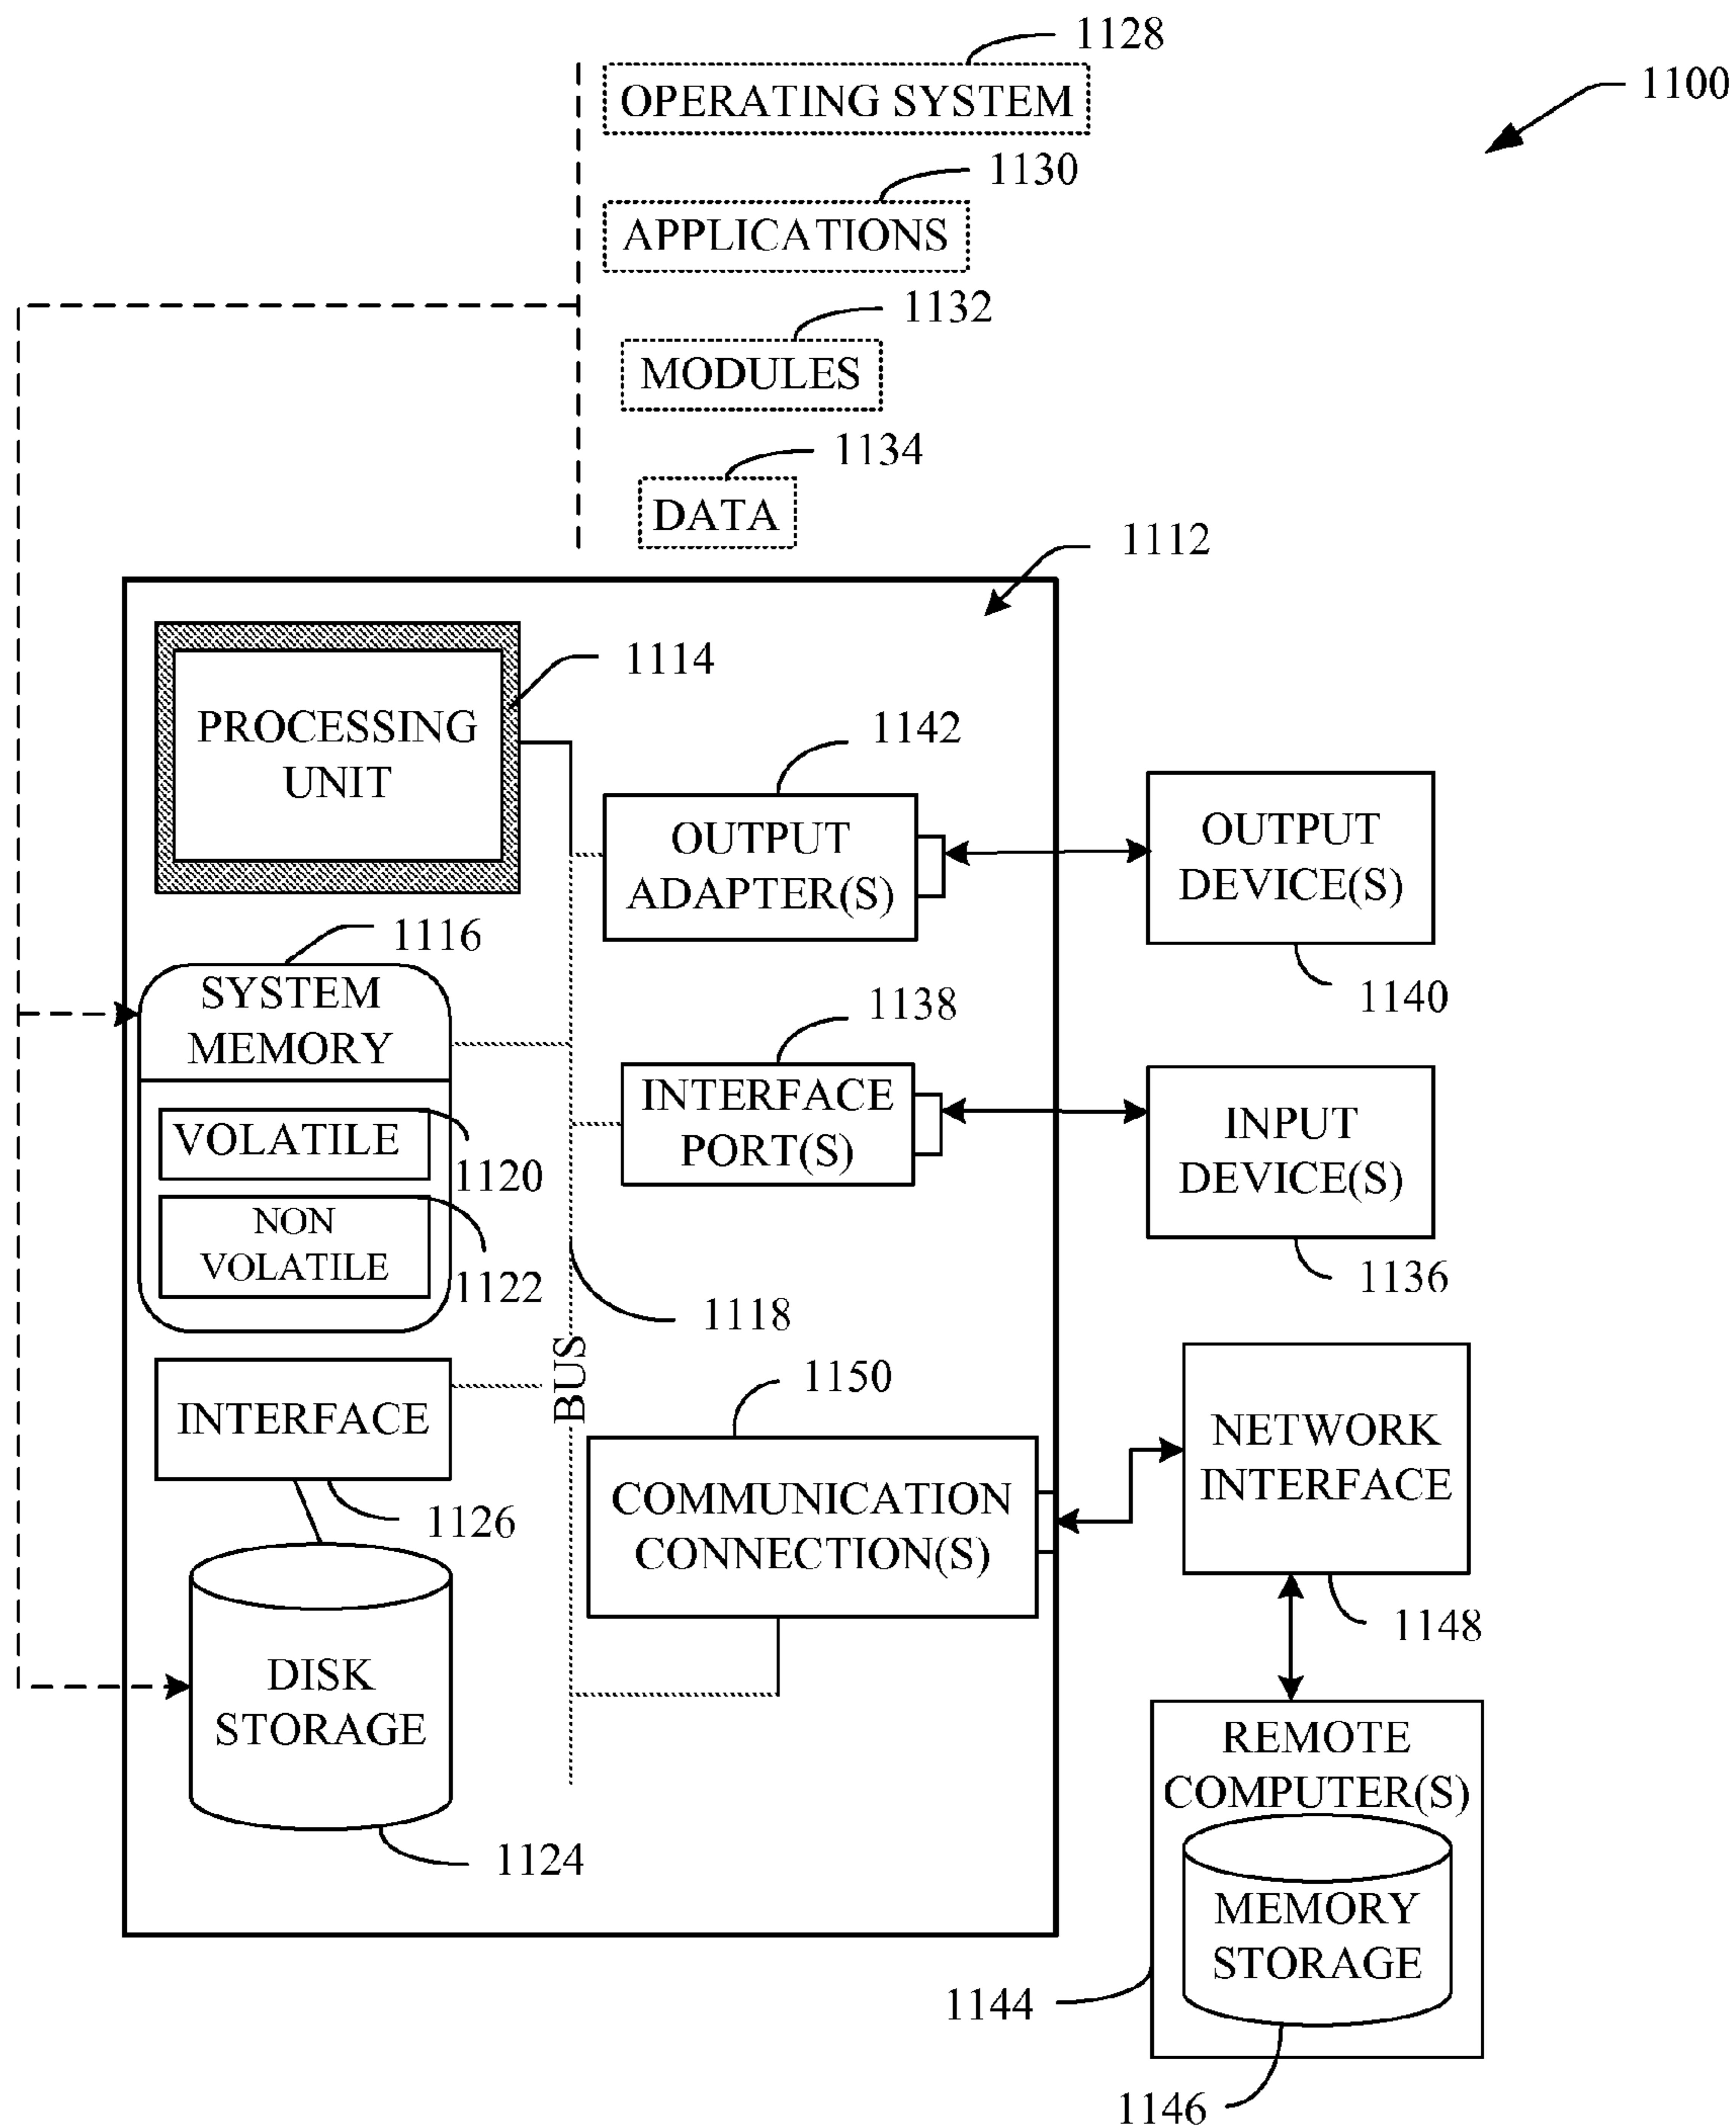 1128
OPERATING SYSTEM
1100
1130
APPLICATIONS
1132
MODULES
1134
DATA
1112
1114
PROCESSING
UNIT
1142
OUTPUT
ADAPTER(S)
OUTPUT
DEVICE(S)
1140
1116
SYSTEM
MEMORY
VOLATILE
1120
NON
VOLATILE
1122
1138
INTERFACE
PORT(S)
INPUT
DEVICE(S)
1136
1118
BUS
INTERFACE
1126
1150
COMMUNICATION
CONNECTION(S)
NETWORK
INTERFACE
1148
DISK
STORAGE
1124
REMOTE
COMPUTER(S)
MEMORY
STORAGE
1144
1146